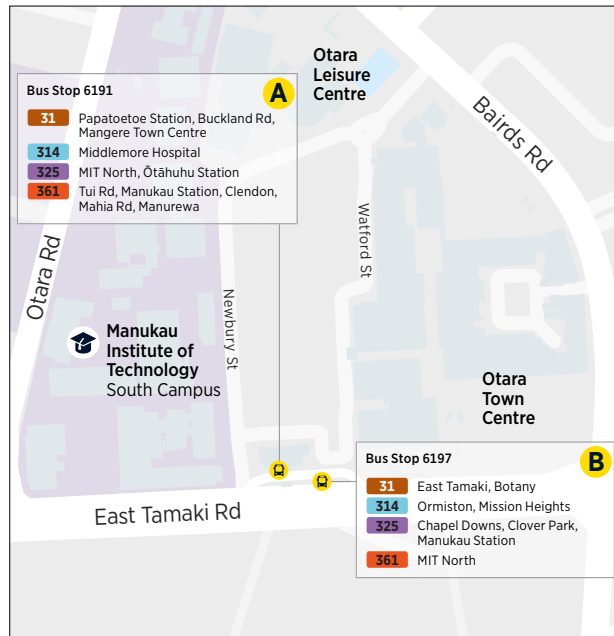 Otara
Leisure
Centre
Bairds Rd
Bus Stop 6191
A
31 Papatoetoe Station, Buckland Rd,
Mangere Town Centre
314 Middlemore Hospital
325 MIT North, Ōtāhuhu Station
361 Tui Rd, Manukau Station, Clendon,
Mahia Rd, Manurewa
Watford St
Otara Rd
Newbury St
Manukau
Institute of
Technology
South Campus
Otara
Town
Centre
East Tamaki Rd
Bus Stop 6197
B
31 East Tamaki, Botany
314 Ormiston, Mission Heights
325 Chapel Downs, Clover Park,
Manukau Station
361 MIT North